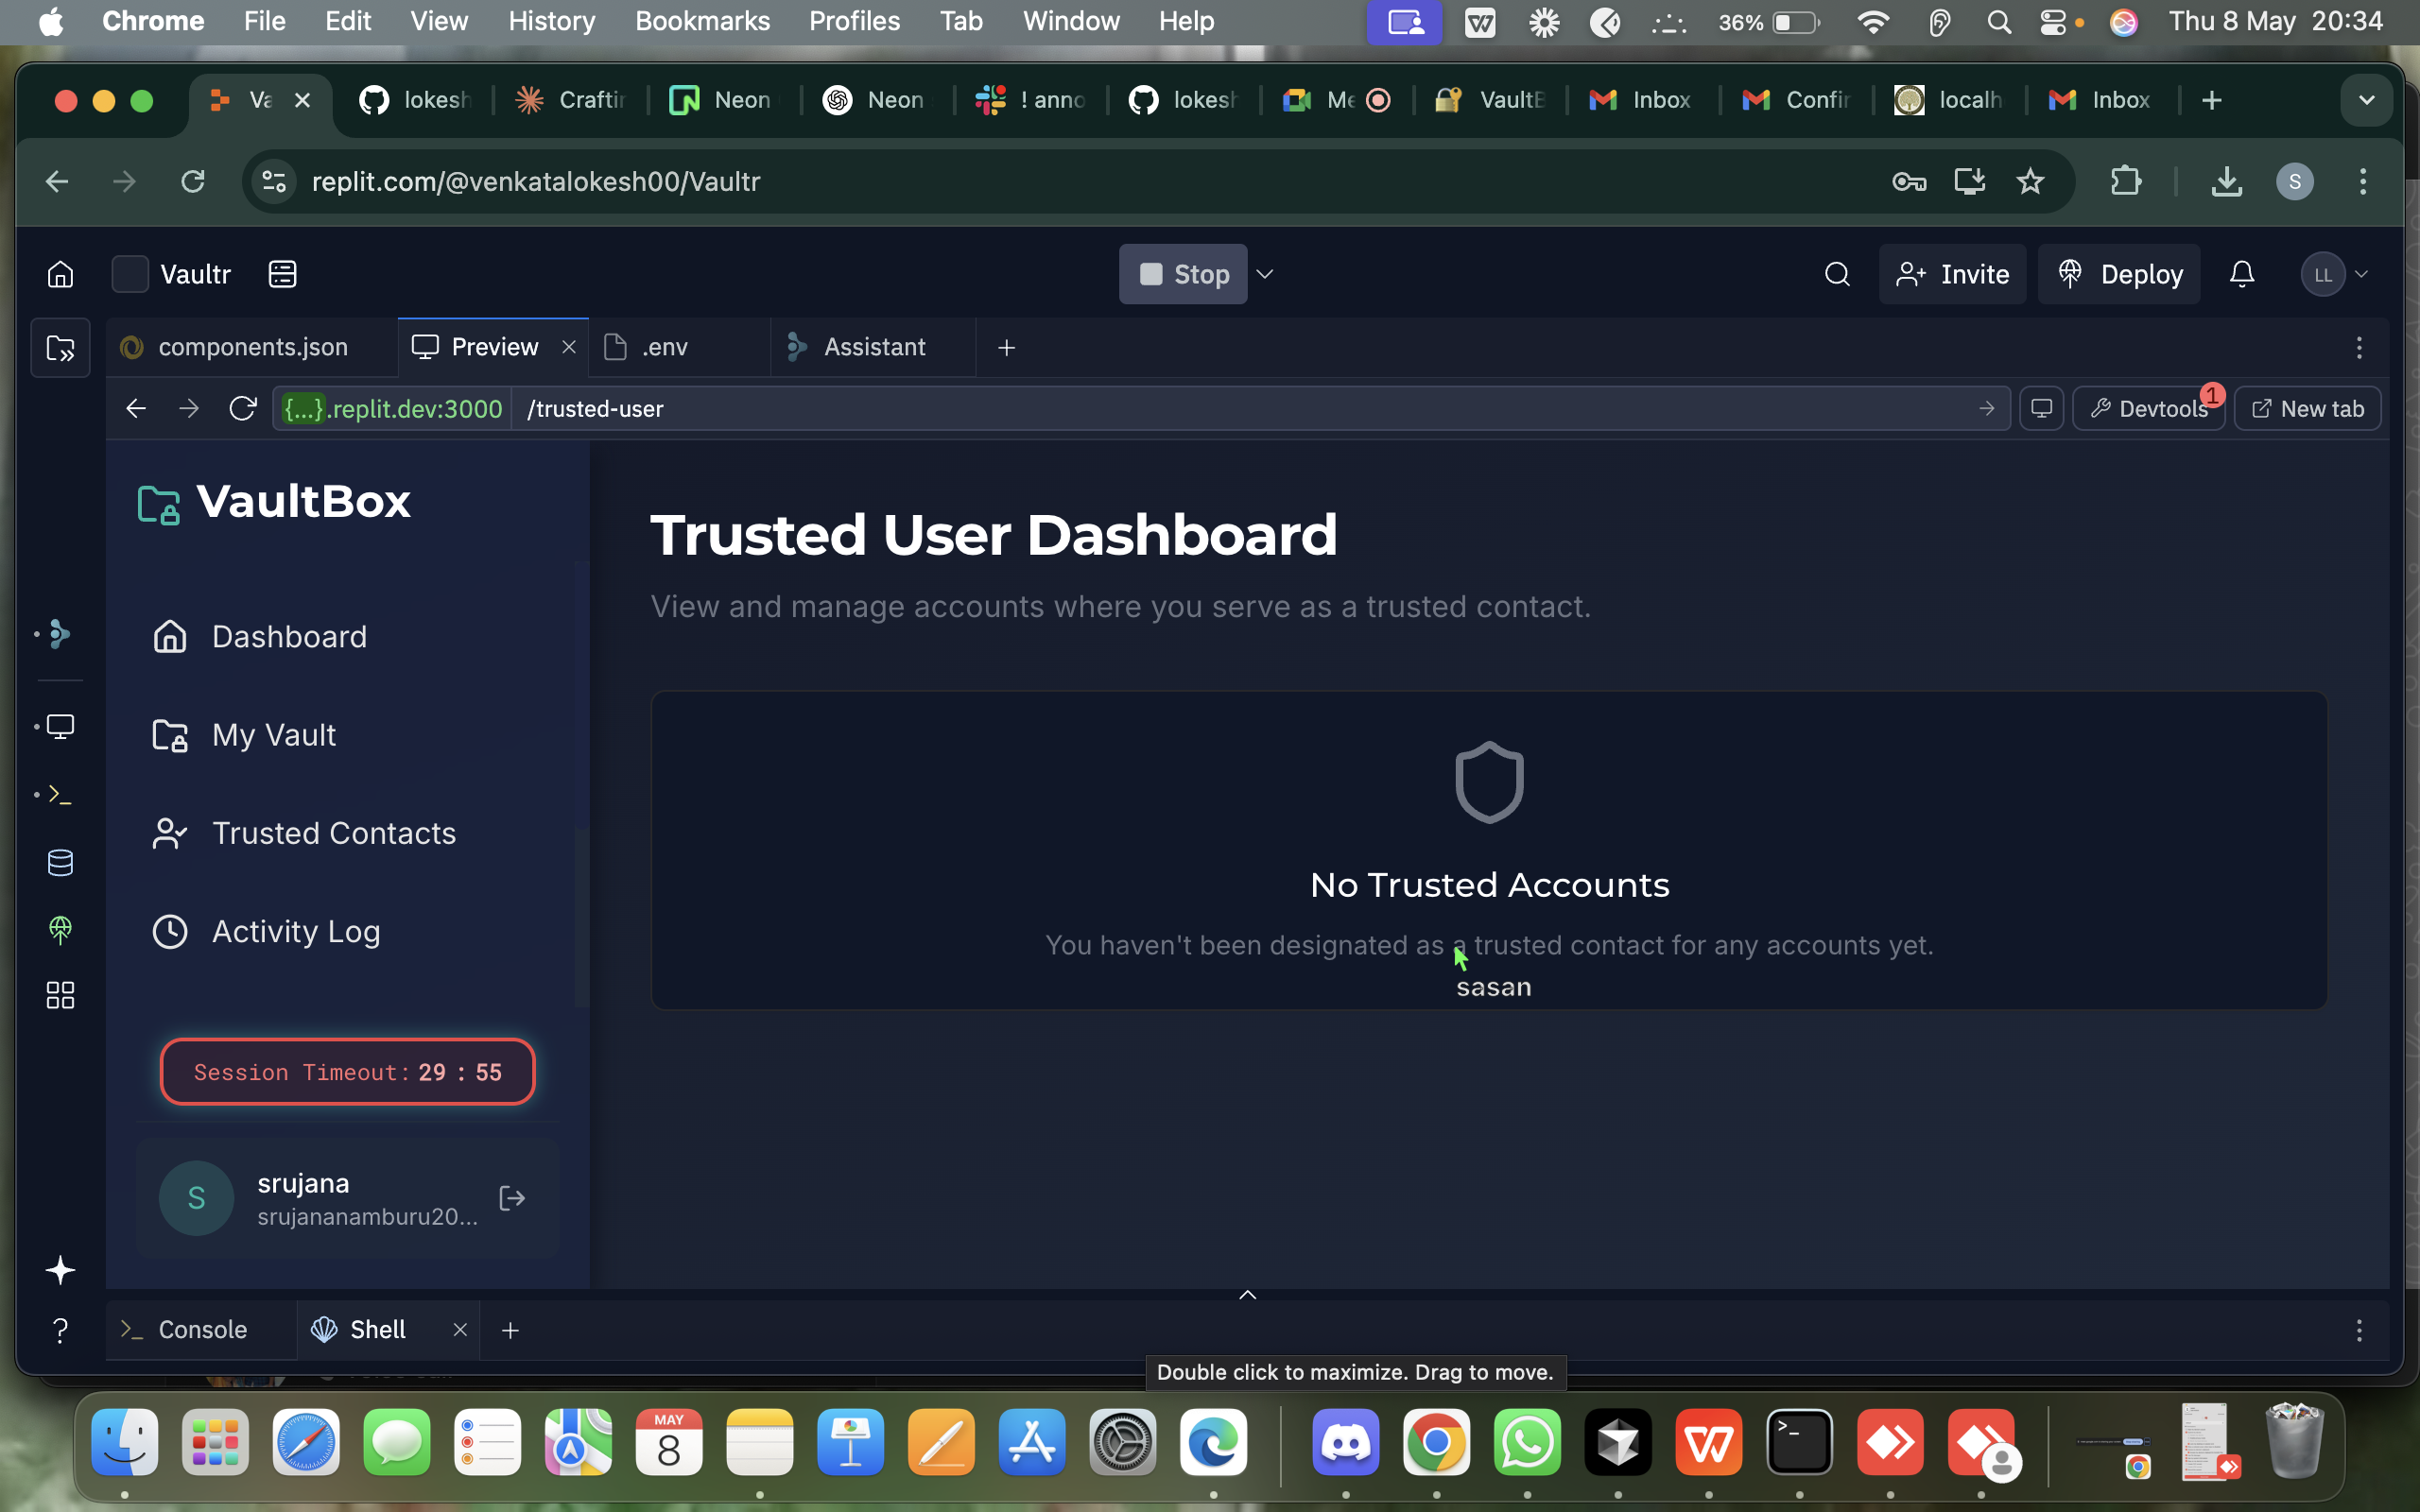 Chrome File Edit View History Bookmarks Profiles Tab Window Help 36% Thu 8 May 20:34
Va lokesh Craftin Neon Neon ! anno lokesh Me VaultB Inbox Confir localh Inbox
replit.com/@venkatalokesh00/Vaultr S
Vaultr Stop Invite Deploy LL
components.json Preview .env Assistant
{...}.replit.dev:3000 /trusted-user Devtools 1 New tab
VaultBox
Trusted User Dashboard
View and manage accounts where you serve as a trusted contact.
Dashboard
My Vault
Trusted Contacts
Activity Log
No Trusted Accounts
You haven't been designated as a trusted contact for any accounts yet.
sasan
Session Timeout: 29 : 55
S srujana
srujananamburu20...
Console Shell
Double click to maximize. Drag to move.
MAY
8